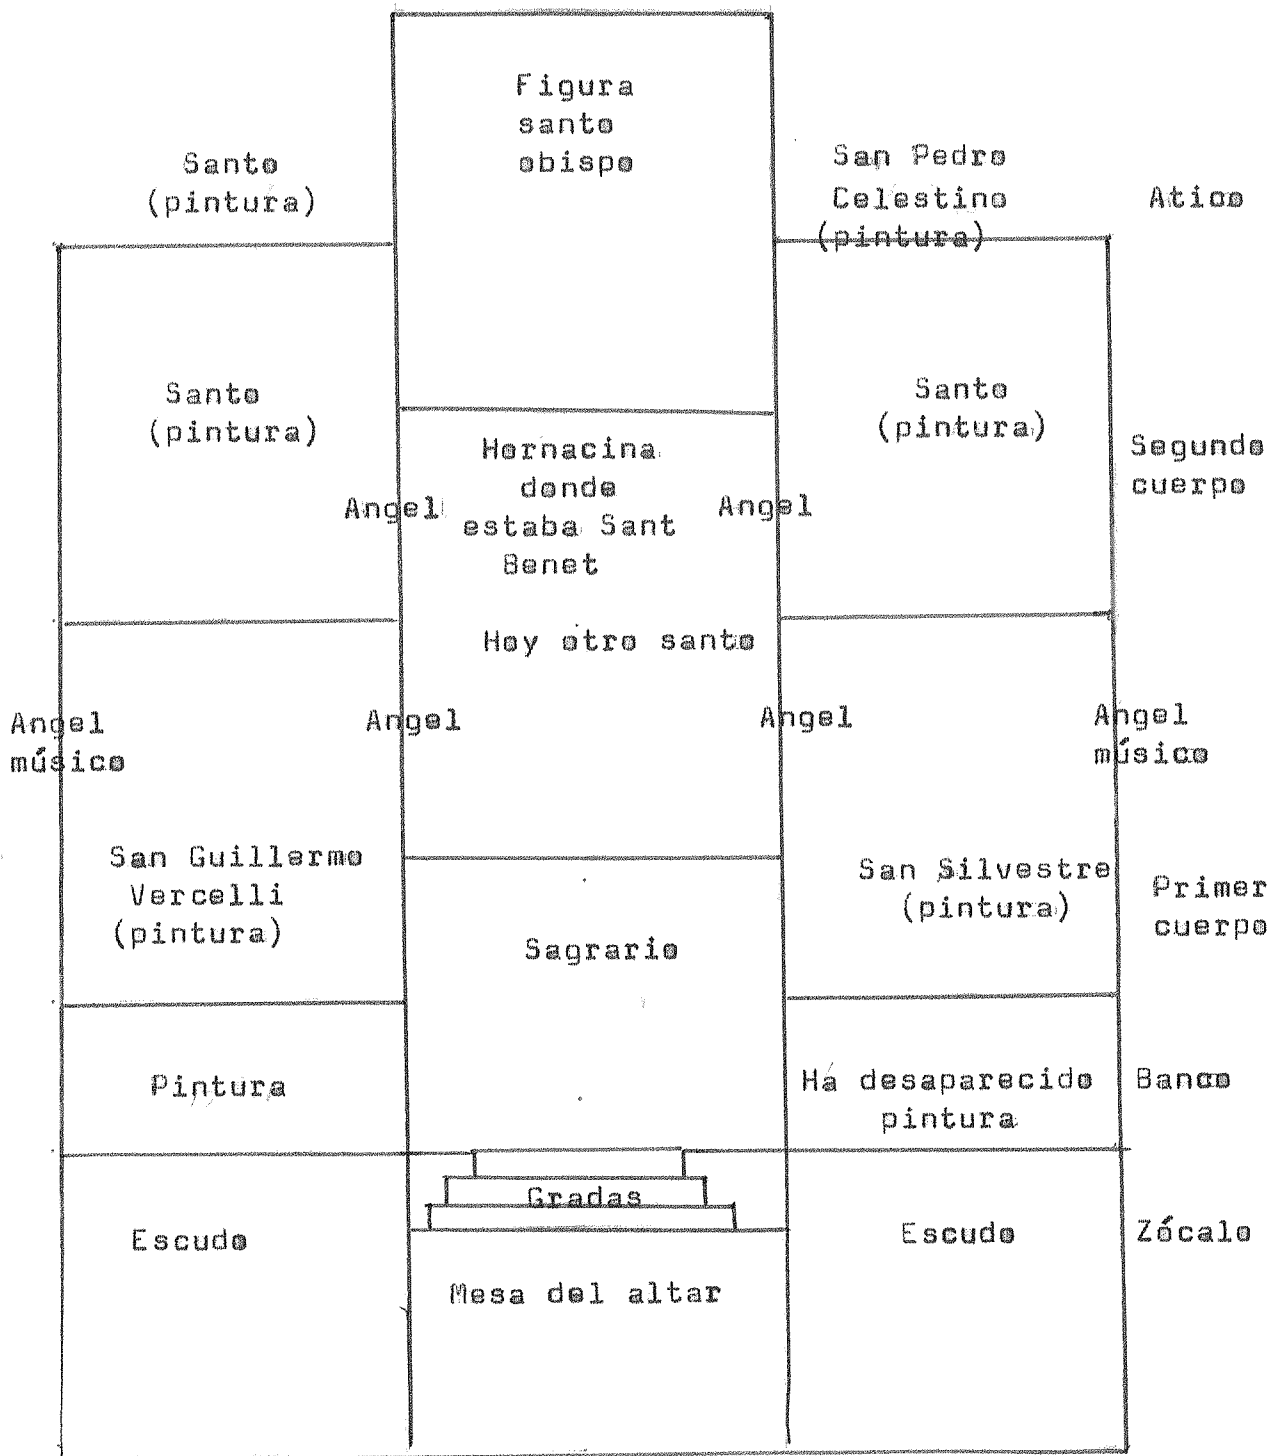 Figura
santo
obispo
Santo
(pintura)
San Pedro
Celestino
(pintura)
Atico
Santo
(pintura)
Hornacina
donde
estaba Sant
Benet
Santo
(pintura)
Segundo
cuerpo
Angel
Angel
Hoy otro santo
Angel
músico
Angel
Angel
Angel
músico
San Guillermo
Vercelli
(pintura)
Sagrario
San Silvestre
(pintura)
Primer
cuerpo
Pintura
Ha desaparecido
pintura
Banco
Gradas
Escudo
Escudo
Zócalo
Mesa del altar